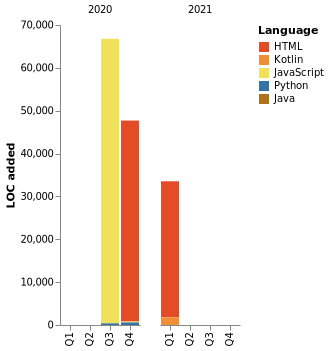 2020 2021
Language
HTML
Kotlin
JavaScript
Python
Java
LOC added
70,000
60,000
50,000
40,000
30,000
20,000
10,000
0
Q1 Q2 Q3 Q4 Q1 Q2 Q3 Q4